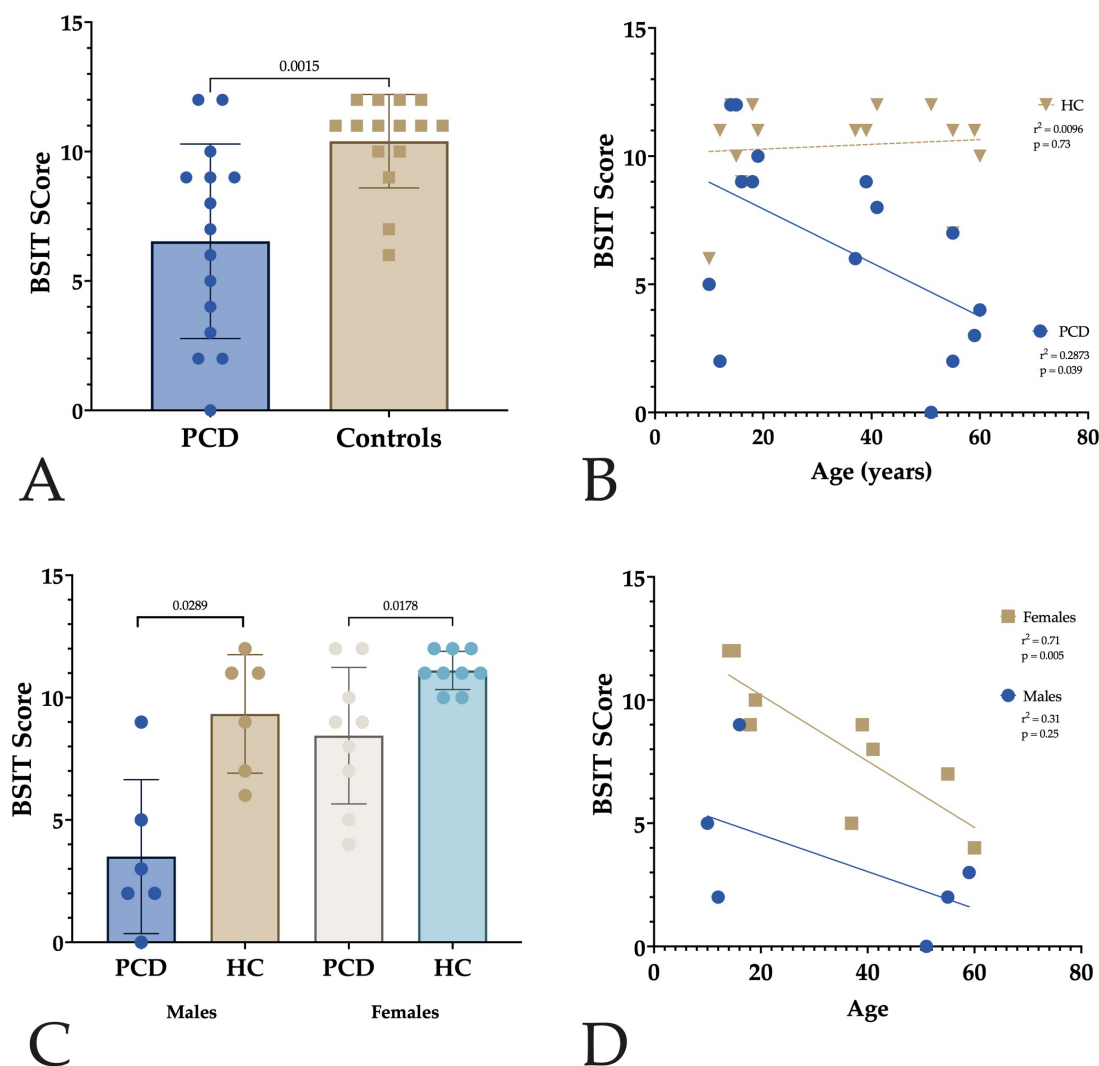 15
10
5
0
BSIT SCore
0.0015
PCD
Controls
A
15
10
5
0
BSIT Score
HC
r² = 0.0096
p = 0.73
PCD
r² = 0.2873
p = 0.039
0
20
40
60
80
Age (years)
B
15
10
5
0
BSIT Score
0.0289
0.0178
PCD
HC
PCD
HC
Males
Females
C
15
10
5
0
BSIT SCore
Females
r² = 0.71
p = 0.005
Males
r² = 0.31
p = 0.25
0
20
40
60
80
Age
D